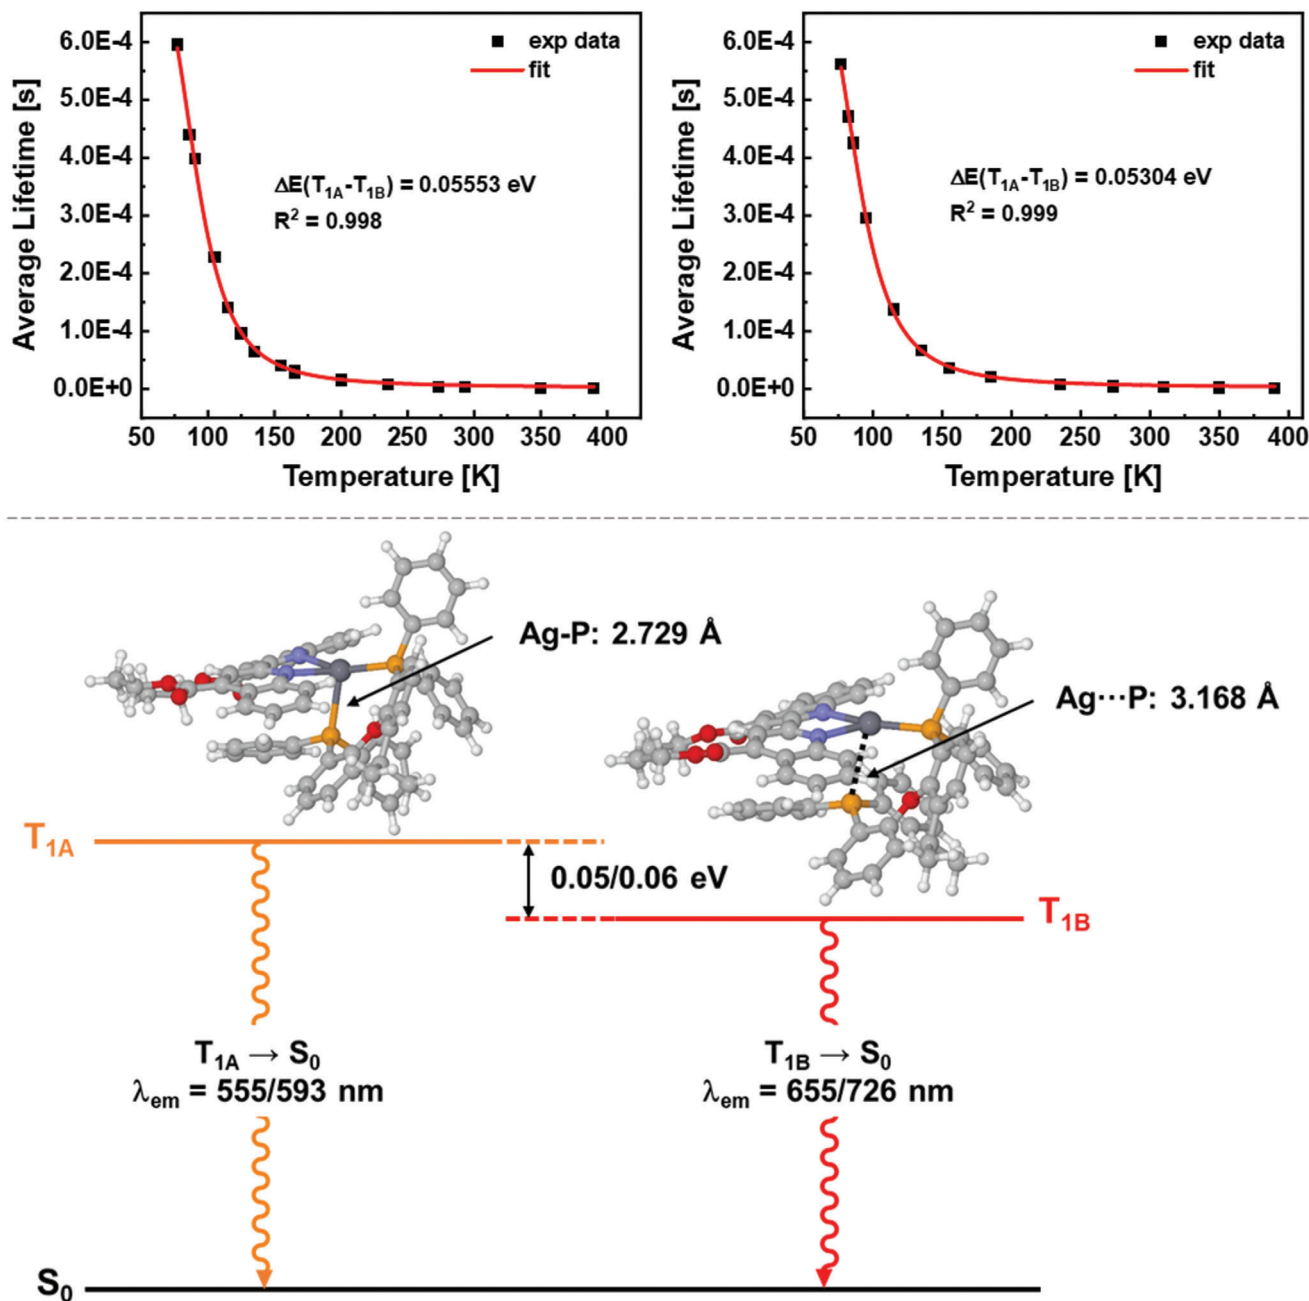 6.0E-4
5.0E-4
4.0E-4
3.0E-4
2.0E-4
1.0E-4
0.0E+0
Average Lifetime [s]
exp data
fit
ΔE(T1A-T1B) = 0.05553 eV
R² = 0.998
50 100 150 200 250 300 350 400
Temperature [K]
6.0E-4
5.0E-4
4.0E-4
3.0E-4
2.0E-4
1.0E-4
0.0E+0
Average Lifetime [s]
exp data
fit
ΔE(T1A-T1B) = 0.05304 eV
R² = 0.999
50 100 150 200 250 300 350 400
Temperature [K]
Ag-P: 2.729 Å
Ag···P: 3.168 Å
T1A
0.05/0.06 eV
T1B
T1A → S0
λem = 555/593 nm
T1B → S0
λem = 655/726 nm
S0